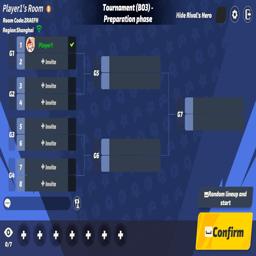 Player1's Room
Room Code:2RAEFH
Region:Shanghai
Tournament (BO3) -
Preparation phase
Hide Rival's Hero
G1
1
Player1
2
+ Invite
G2
3
+ Invite
4
+ Invite
G3
5
+ Invite
6
+ Invite
G4
7
+ Invite
8
+ Invite
G5
G6
G7
0/7
Random lineup and
start
Confirm